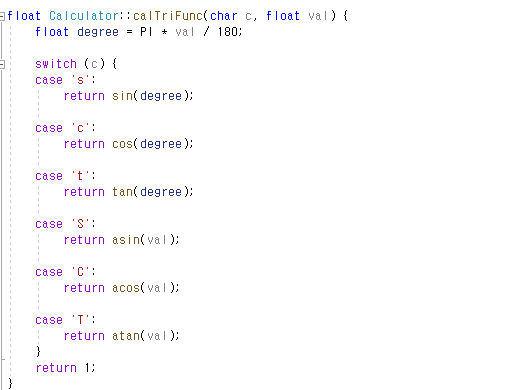 float Calculator::calTriFunc(char c, float val) {
float degree = PI * val / 180;
switch (c) {
case 's':
return sin(degree);
case 'c':
return cos(degree);
case 't':
return tan(degree);
case 'S':
return asin(val);
case 'C':
return acos(val);
case 'T':
return atan(val);
}
return 1;
}